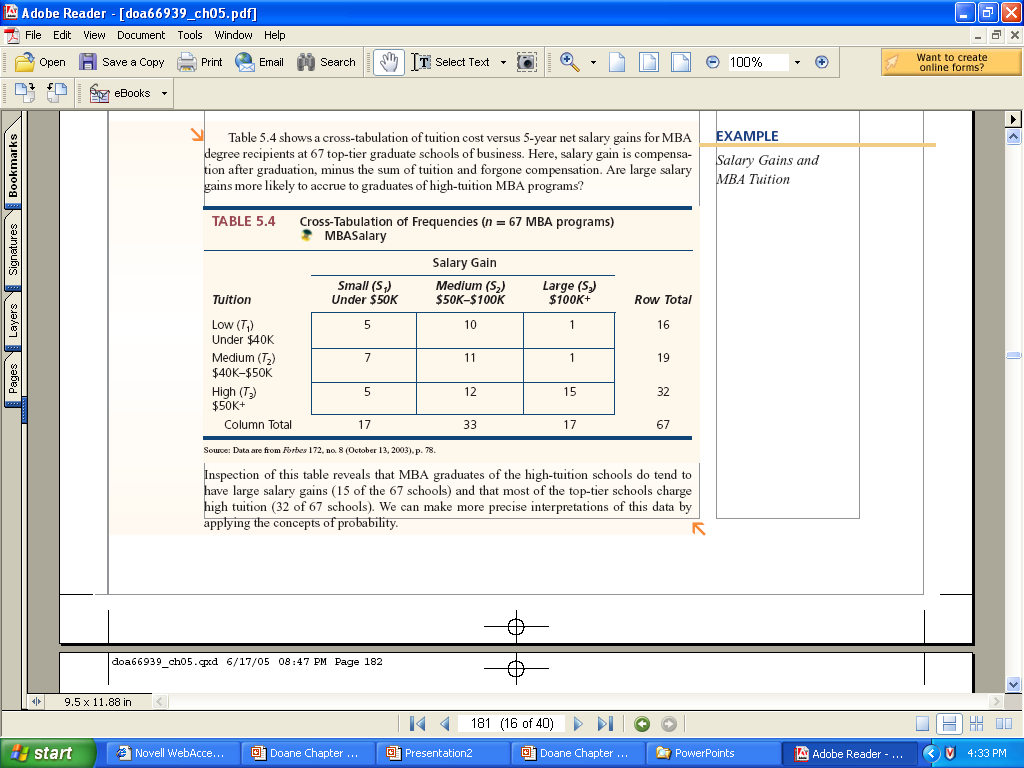 Adobe Reader - [doa66939_ch05.pdf]
File Edit View Document Tools Window Help
Open Save a Copy Print Email Search Select Text 100% Want to create online forms?
eBooks
Bookmarks
Signatures
Layers
Pages
Table 5.4 shows a cross-tabulation of tuition cost versus 5-year net salary gains for MBA
degree recipients at 67 top-tier graduate schools of business. Here, salary gain is compensa-
tion after graduation, minus the sum of tuition and forgone compensation. Are large salary
gains more likely to accrue to graduates of high-tuition MBA programs?
EXAMPLE
Salary Gains and
MBA Tuition
TABLE 5.4 Cross-Tabulation of Frequencies (n = 67 MBA programs)
MBASalary
Salary Gain
Small (S1) Medium (S2) Large (S3)
Tuition Under $50K $50K–$100K $100K+ Row Total
Low (T1) 5 10 1 16
Under $40K
Medium (T2) 7 11 1 19
$40K–$50K
High (T3) 5 12 15 32
$50K+
Column Total 17 33 17 67
Source: Data are from Forbes 172, no. 8 (October 13, 2003), p. 78.
Inspection of this table reveals that MBA graduates of the high-tuition schools do tend to
have large salary gains (15 of the 67 schools) and that most of the top-tier schools charge
high tuition (32 of 67 schools). We can make more precise interpretations of this data by
applying the concepts of probability.
doa66939_ch05.qxd 6/17/05 08:47 PM Page 182
9.5 x 11.88 in
181 (16 of 40)
start Novell WebAcce... Doane Chapter ... Presentation2 Doane Chapter ... PowerPoints Adobe Reader - ... 4:33 PM